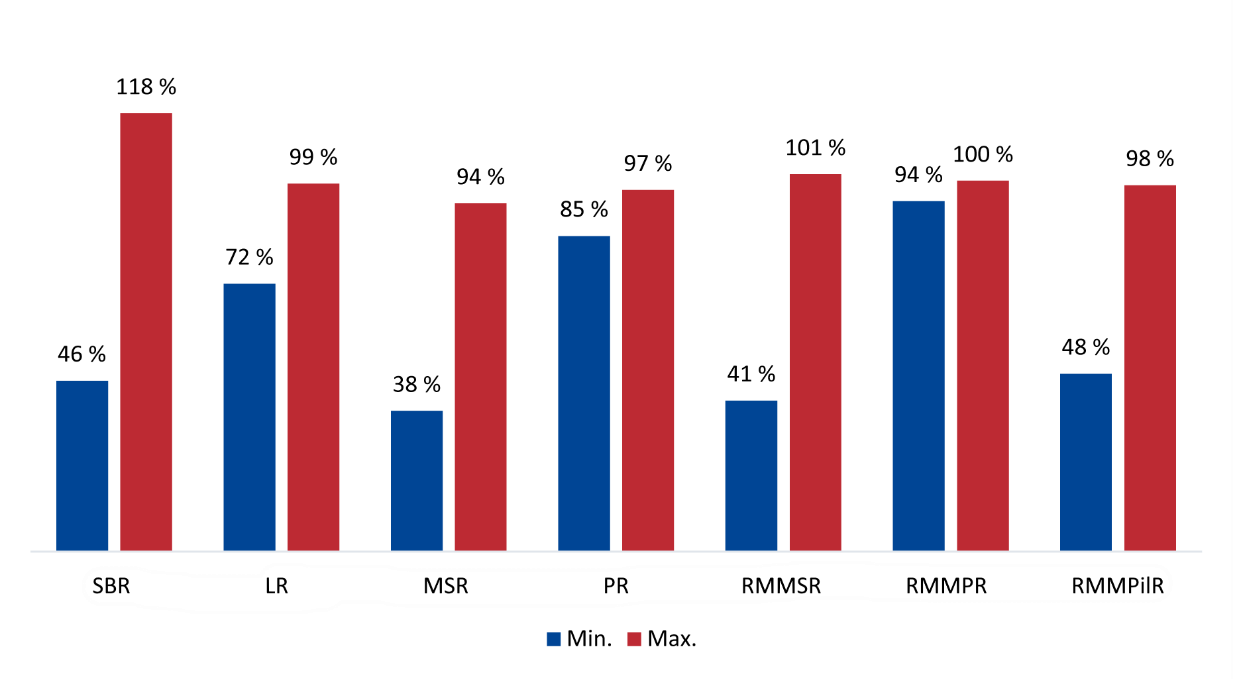 118 %
99 %
94 %
97 %
101 %
94 %
100 %
98 %
85 %
72 %
46 %
38 %
41 %
48 %
SBR
LR
MSR
PR
RMMSR
RMMPR
RMMPilR
Min.
Max.